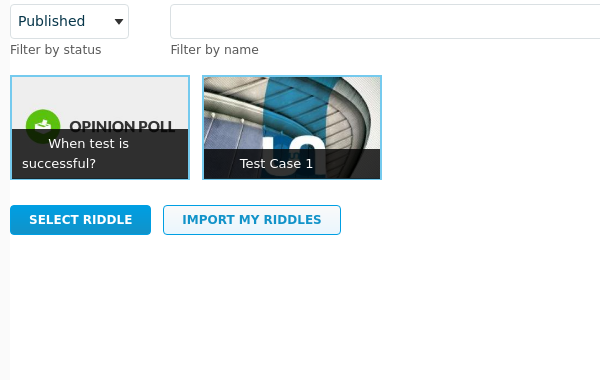 Published
Filter by status
Filter by name
OPINION POLL
When test is
successful?
Test Case 1
SELECT RIDDLE
IMPORT MY RIDDLES